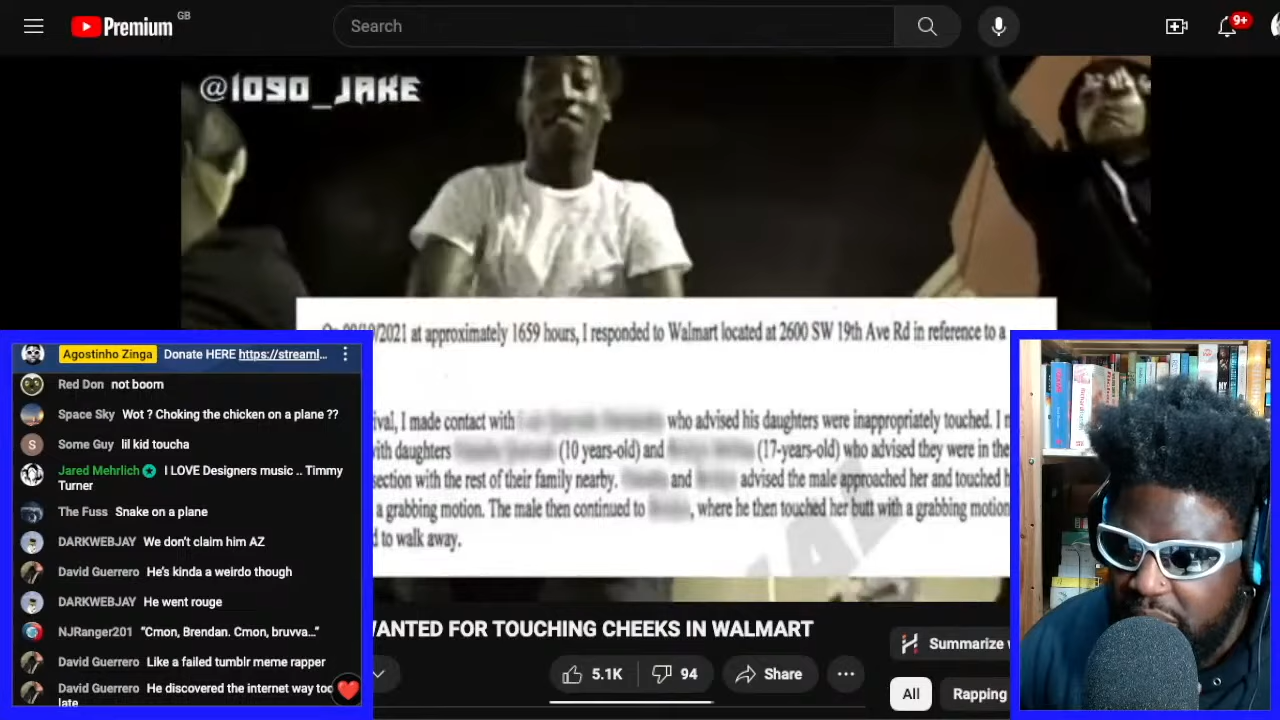 Premium
GB
Search
9+
@1090_JAKE
/2021 at approximately 1659 hours, I responded to Walmart located at 2600 SW 19th Ave Rd in reference to a
ival, I made contact with who advised his daughters were inappropriately touched. I
with daughters (10 years-old) and (17-years-old) who advised they were in the
section with the rest of their family nearby. and advised the male approached her and touched
a grabbing motion. The male then continued to , where he then touched her butt with a grabbing motion
to walk away.
Agostinho Zinga Donate HERE https://streaml...
Red Don not boom
Space Sky Wot ? Choking the chicken on a plane ??
S
Some Guy lil kid toucha
Jared Mehrlich I LOVE Designers music .. Timmy
Turner
The Fuss Snake on a plane
DARKWEBJAY We don't claim him AZ
David Guerrero He's kinda a weirdo though
DARKWEBJAY He went rouge
NJRanger201 “Cmon, Brendan. Cmon, bruvva...”
David Guerrero Like a failed tumblr meme rapper
David Guerrero He discovered the internet way too
late
WANTED FOR TOUCHING CHEEKS IN WALMART
5.1K
94
Share
Summarize
All
Rapping